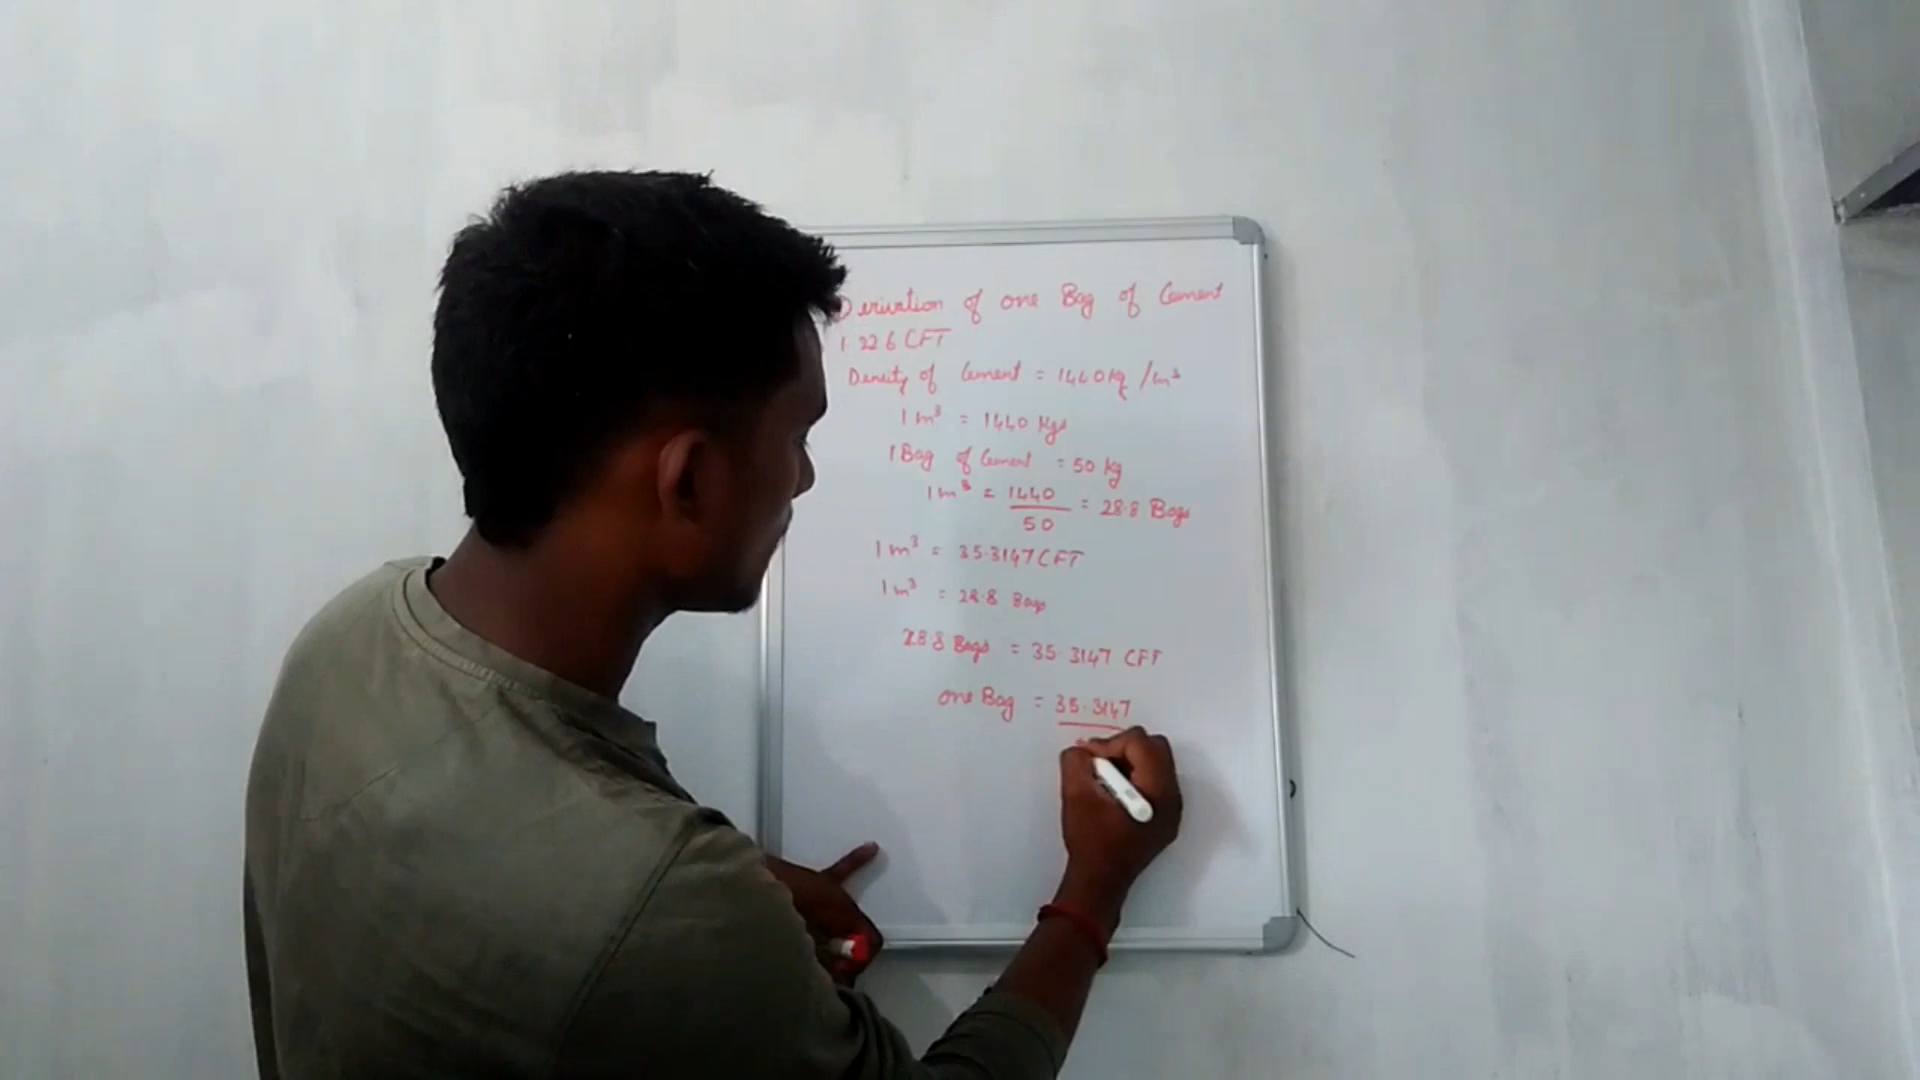 Derivation of one Bag of Cement
1.226 CFT
Density of Cement = 1440 kg /m³
1 m³ = 1440 Kgs
1 Bag of Cement = 50 kg
1 m³ = 1440 / 50 = 28.8 Bags
1 m³ = 35.3147 CFT
1 m³ = 28.8 Bags
28.8 Bags = 35.3147 CFT
one Bag = 35.3147